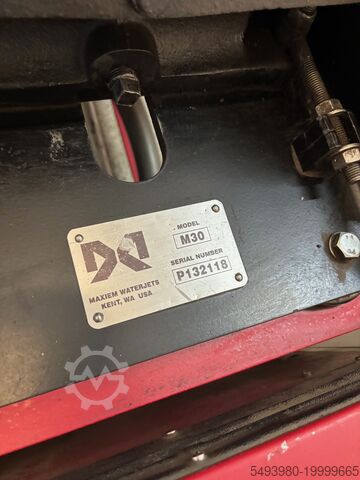 MODEL
M30
SERIAL NUMBER
P132118
MAXIEM WATERJETS
KENT, WA USA
5493980-19999665